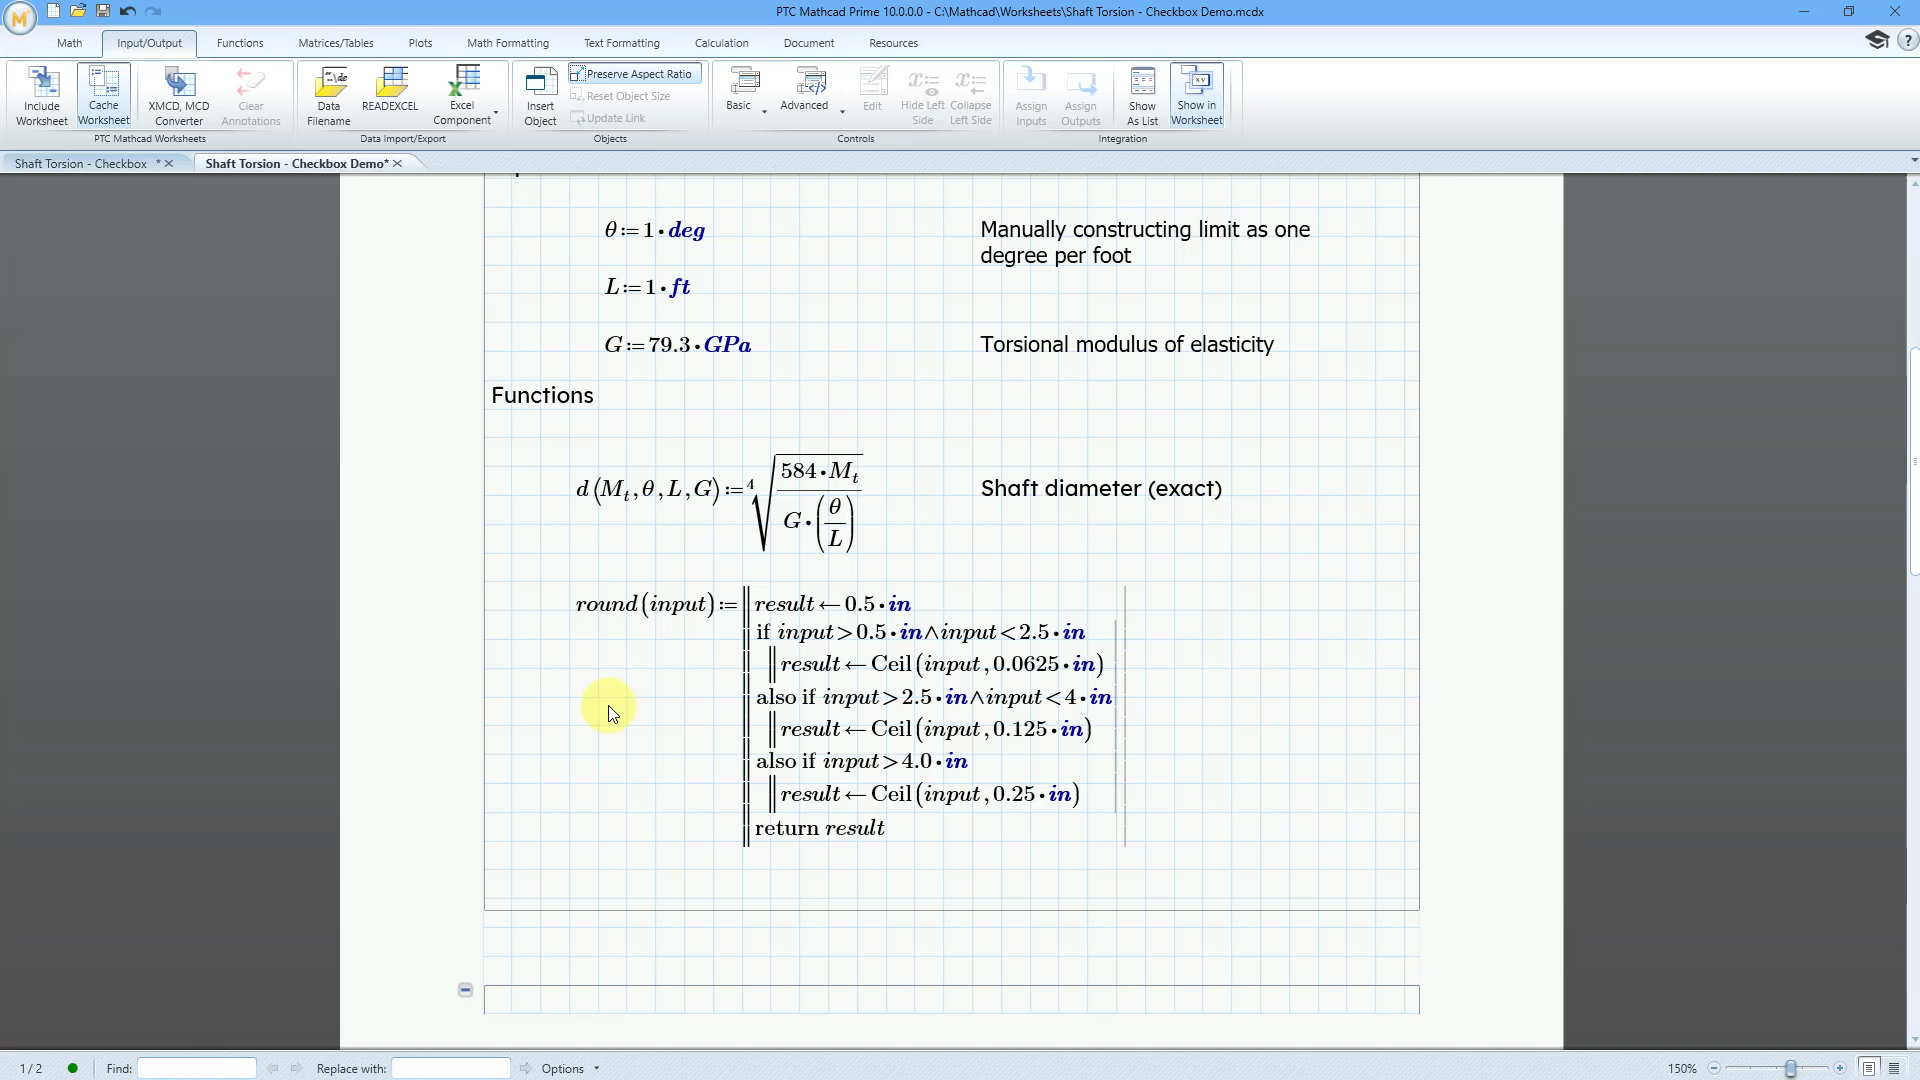 PTC Mathcad Prime 10.0.0.0 - C:\Mathcad\Worksheets\Shaft Torsion - Checkbox Demo.mcdx
Math Input/Output Functions Matrices/Tables Plots Math Formatting Text Formatting Calculation Document Resources
Include Worksheet
Cache Worksheet
XMCD, MCD Converter
Clear Annotations
PTC Mathcad Worksheets
Data Filename
READEXCEL
Excel Component
Data Import/Export
Insert Object
Preserve Aspect Ratio
Reset Object Size
Update Link
Objects
Basic
Advanced
Edit
Hide Left Side
Collapse Left Side
Controls
Assign Inputs
Assign Outputs
Show As List
Show in Worksheet
Integration
Shaft Torsion - Checkbox *
Shaft Torsion - Checkbox Demo*
θ:=1•deg
Manually constructing limit as one
degree per foot
L:=1•ft
G:=79.3•GPa
Torsional modulus of elasticity
Functions
d(Mt,θ,L,G):=4√(584•Mt/(G•(θ/L)))
Shaft diameter (exact)
round(input):=‖result←0.5•in
if input>0.5•in∧input<2.5•in
‖result←Ceil(input,0.0625•in)
also if input>2.5•in∧input<4•in
‖result←Ceil(input,0.125•in)
also if input>4.0•in
‖result←Ceil(input,0.25•in)
return result
1 / 2 Find: Replace with: Options 150%